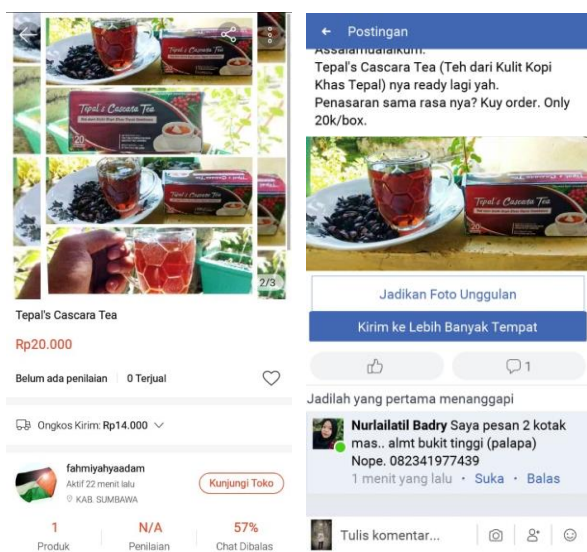 Tepal's Cascara Tea
20
Tepal's Cascara Tea
2/3
Tepal's Cascara Tea
Rp20.000
Belum ada penilaian 0 Terjual
Ongkos Kirim: Rp14.000
fahmiyahyaadam
Aktif 22 menit lalu
KAB. SUMBAWA
Kunjungi Toko
1 N/A 57%
Produk Penilaian Chat Dibalas
Postingan
Assalamualaikum.
Tepal's Cascara Tea (Teh dari Kulit Kopi
Khas Tepal) nya ready lagi yah.
Penasaran sama rasa nya? Kuy order. Only
20k/box.
Tepal's Cascara Tea
Jadikan Foto Unggulan
Kirim ke Lebih Banyak Tempat
1
Jadilah yang pertama menanggapi
Nurlailatil Badry Saya pesan 2 kotak
mas.. almt bukit tinggi (palapa)
Nope. 082341977439
1 menit yang lalu · Suka · Balas
Tulis komentar...